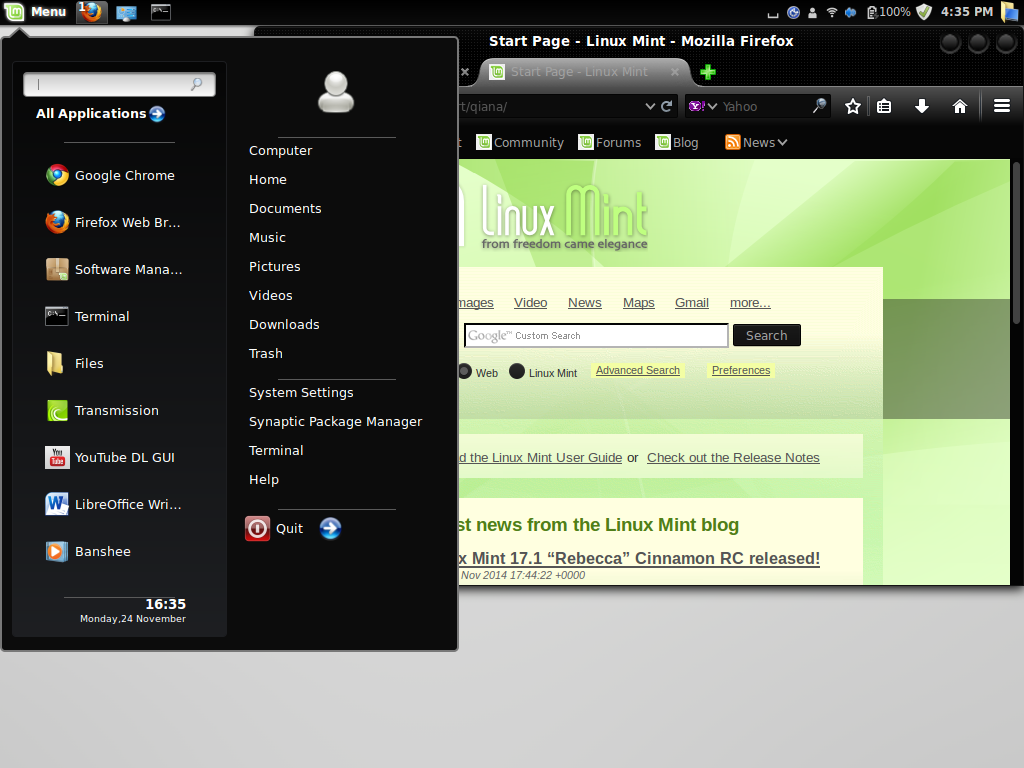 Menu
1
100%
4:35 PM
Start Page - Linux Mint - Mozilla Firefox
Start Page - Linux Mint
rt/qiana/
Yahoo
Community
Forums
Blog
News
All Applications
Google Chrome
Firefox Web Br...
Software Mana...
Terminal
Files
Transmission
YouTube DL GUI
LibreOffice Wri...
Banshee
16:35
Monday,24 November
Computer
Home
Documents
Music
Pictures
Videos
Downloads
Trash
System Settings
Synaptic Package Manager
Terminal
Help
Quit
Linux Mint
from freedom came elegance
mages Video News Maps Gmail more...
Google™ Custom Search
Search
Web Linux Mint Advanced Search Preferences
d the Linux Mint User Guide or Check out the Release Notes
st news from the Linux Mint blog
x Mint 17.1 “Rebecca” Cinnamon RC released!
Nov 2014 17:44:22 +0000